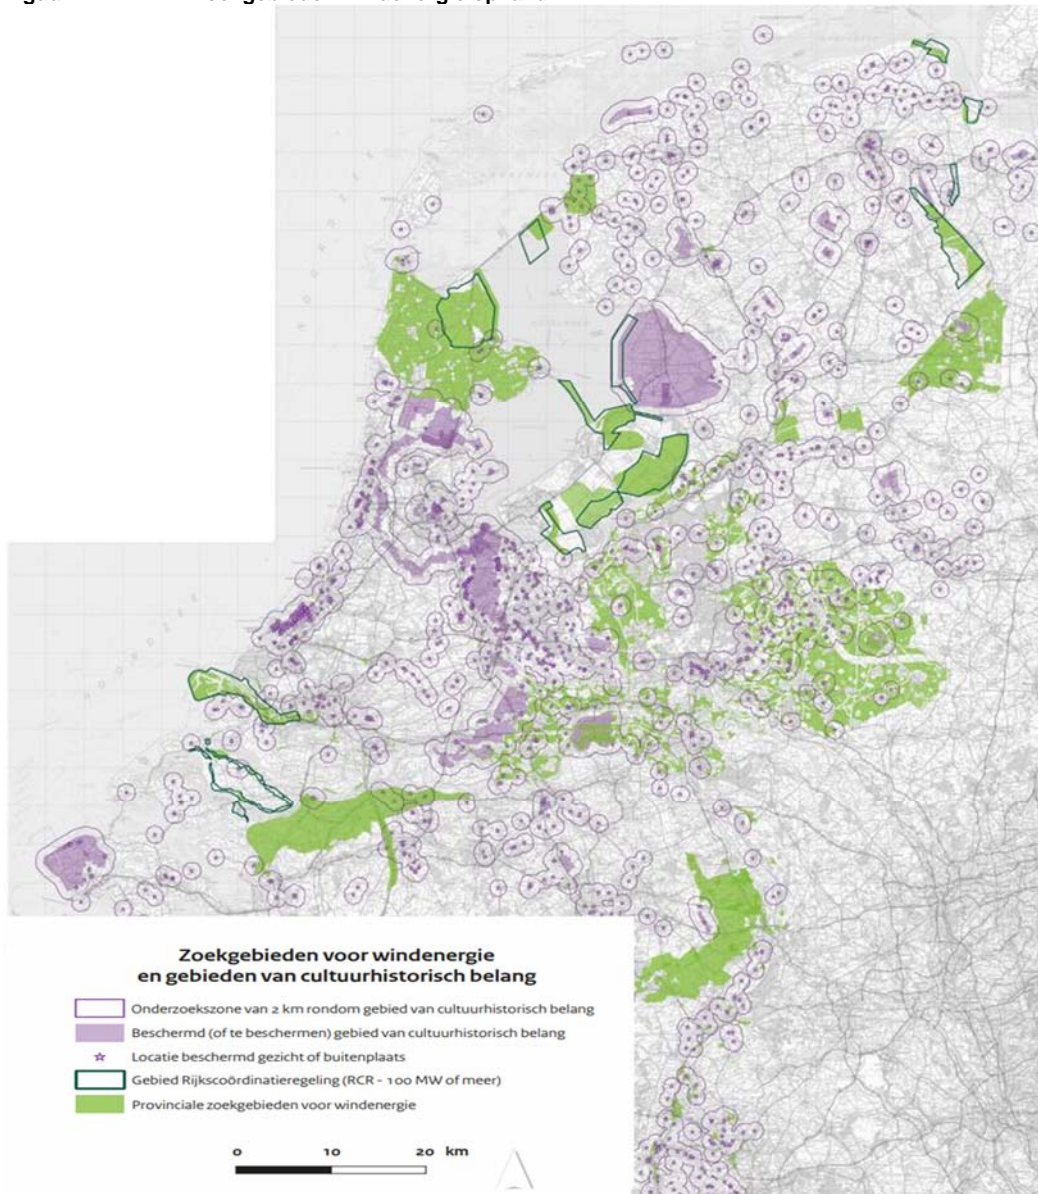 Zoekgebieden voor windenergie
en gebieden van cultuurhistorisch belang
Onderzoekszone van 2 km rondom gebied van cultuurhistorisch belang
Beschermd (of te beschermen) gebied van cultuurhistorisch belang
Locatie beschermd gezicht of buitenplaats
Gebied Rijkscoördinatieregeling (RCR - 100 MW of meer)
Provinciale zoekgebieden voor windenergie
0 10 20 km